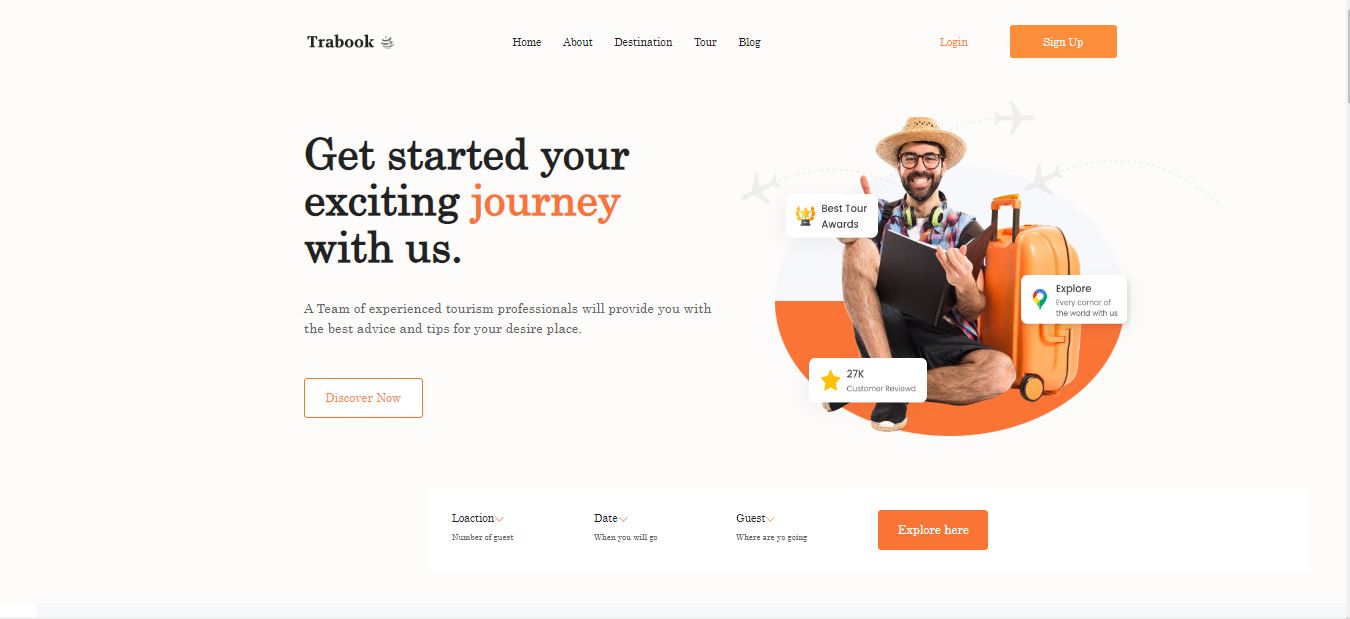 Trabook
Home About Destination Tour Blog
Login
Sign Up
Get started your
exciting journey
with us.
A Team of experienced tourism professionals will provide you with
the best advice and tips for your desire place.
Discover Now
Best Tour
Awards
Explore
Every cornar of
the world with us
27K
Customer Reviewd
Loaction
Number of guest
Date
When you will go
Guest
Where are yo going
Explore here